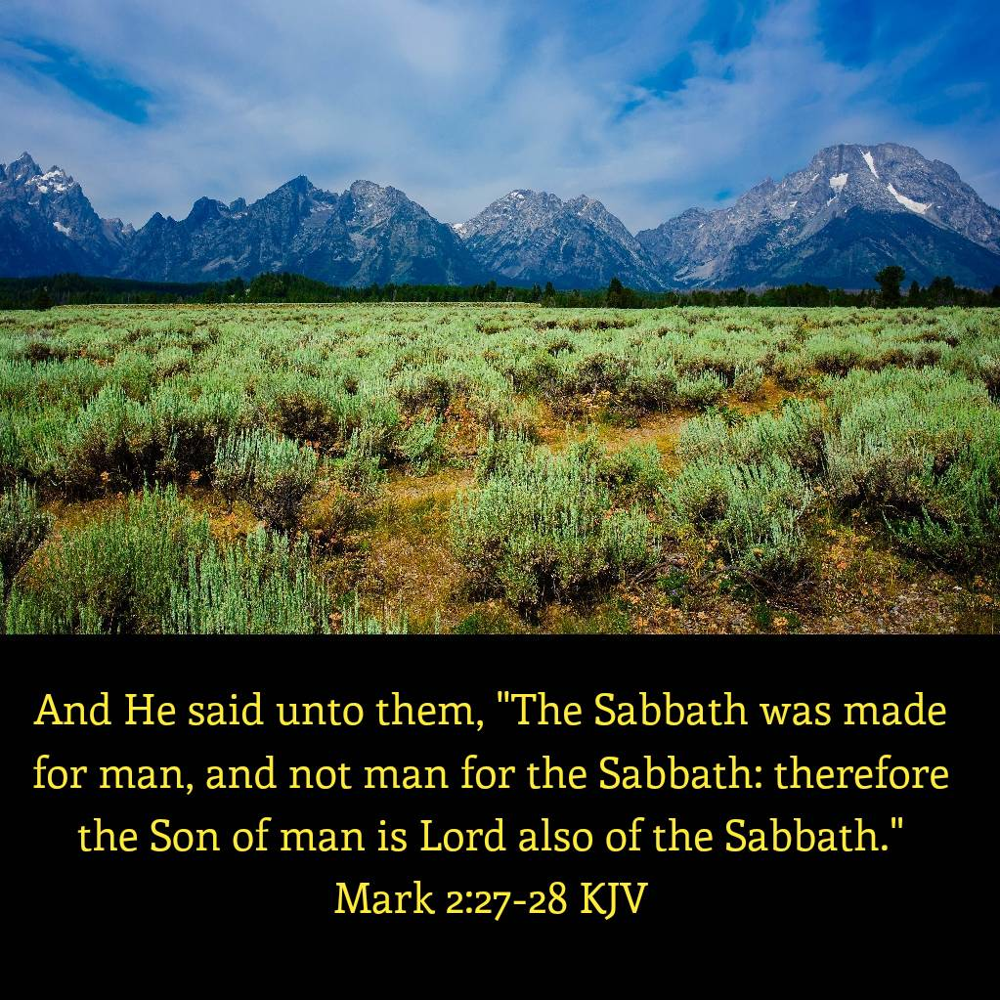 And He said unto them, "The Sabbath was made
for man, and not man for the Sabbath: therefore
the Son of man is Lord also of the Sabbath."
Mark 2:27-28 KJV